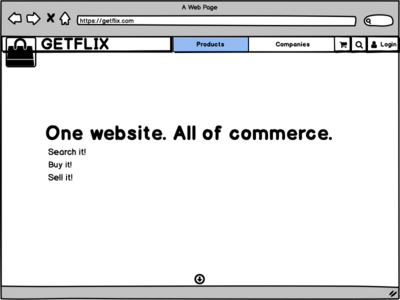 A Web Page
https://getflix.com
GETFLIX
Products
Companies
Login
One website. All of commerce.
Search it!
Buy it!
Sell it!